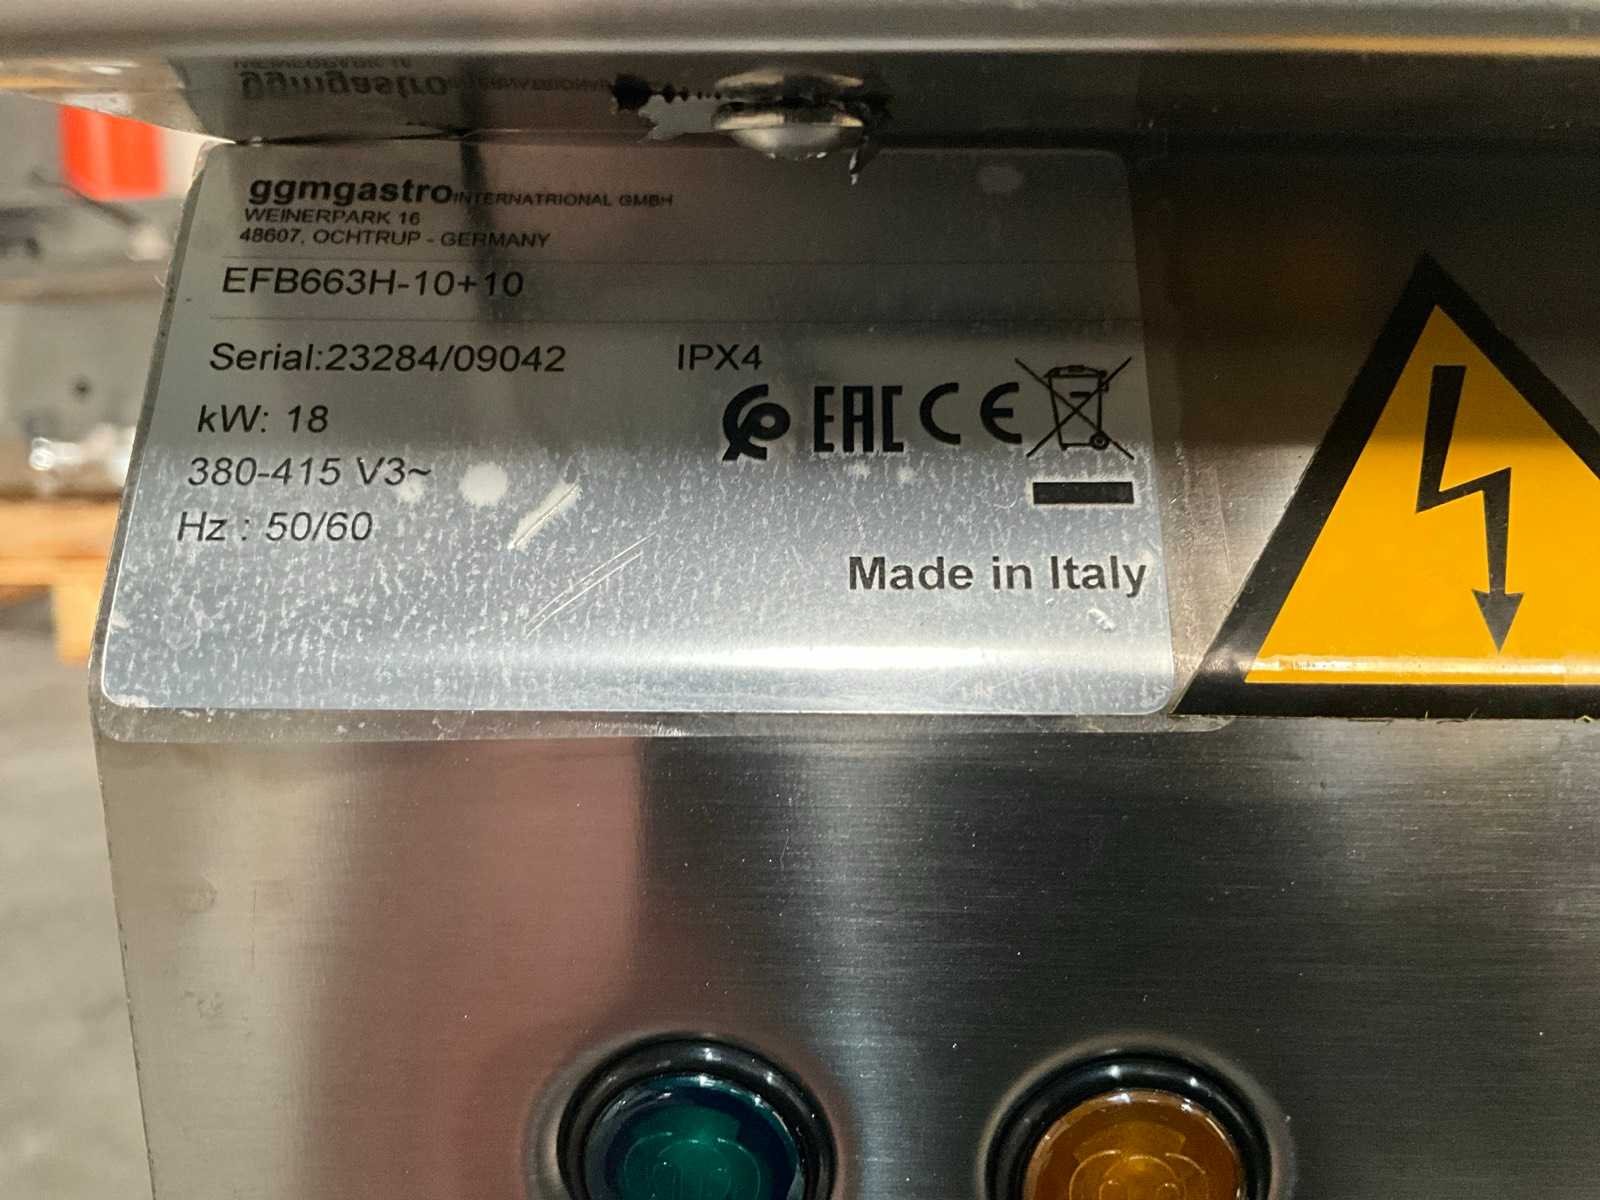 ggmgastro INTERNATRIONAL GMBH
WEINERPARK 16
48607, OCHTRUP - GERMANY
EFB663H-10+10
Serial:23284/09042 IPX4
kW: 18
EAC CE
380-415 V3~
Hz : 50/60
Made in Italy